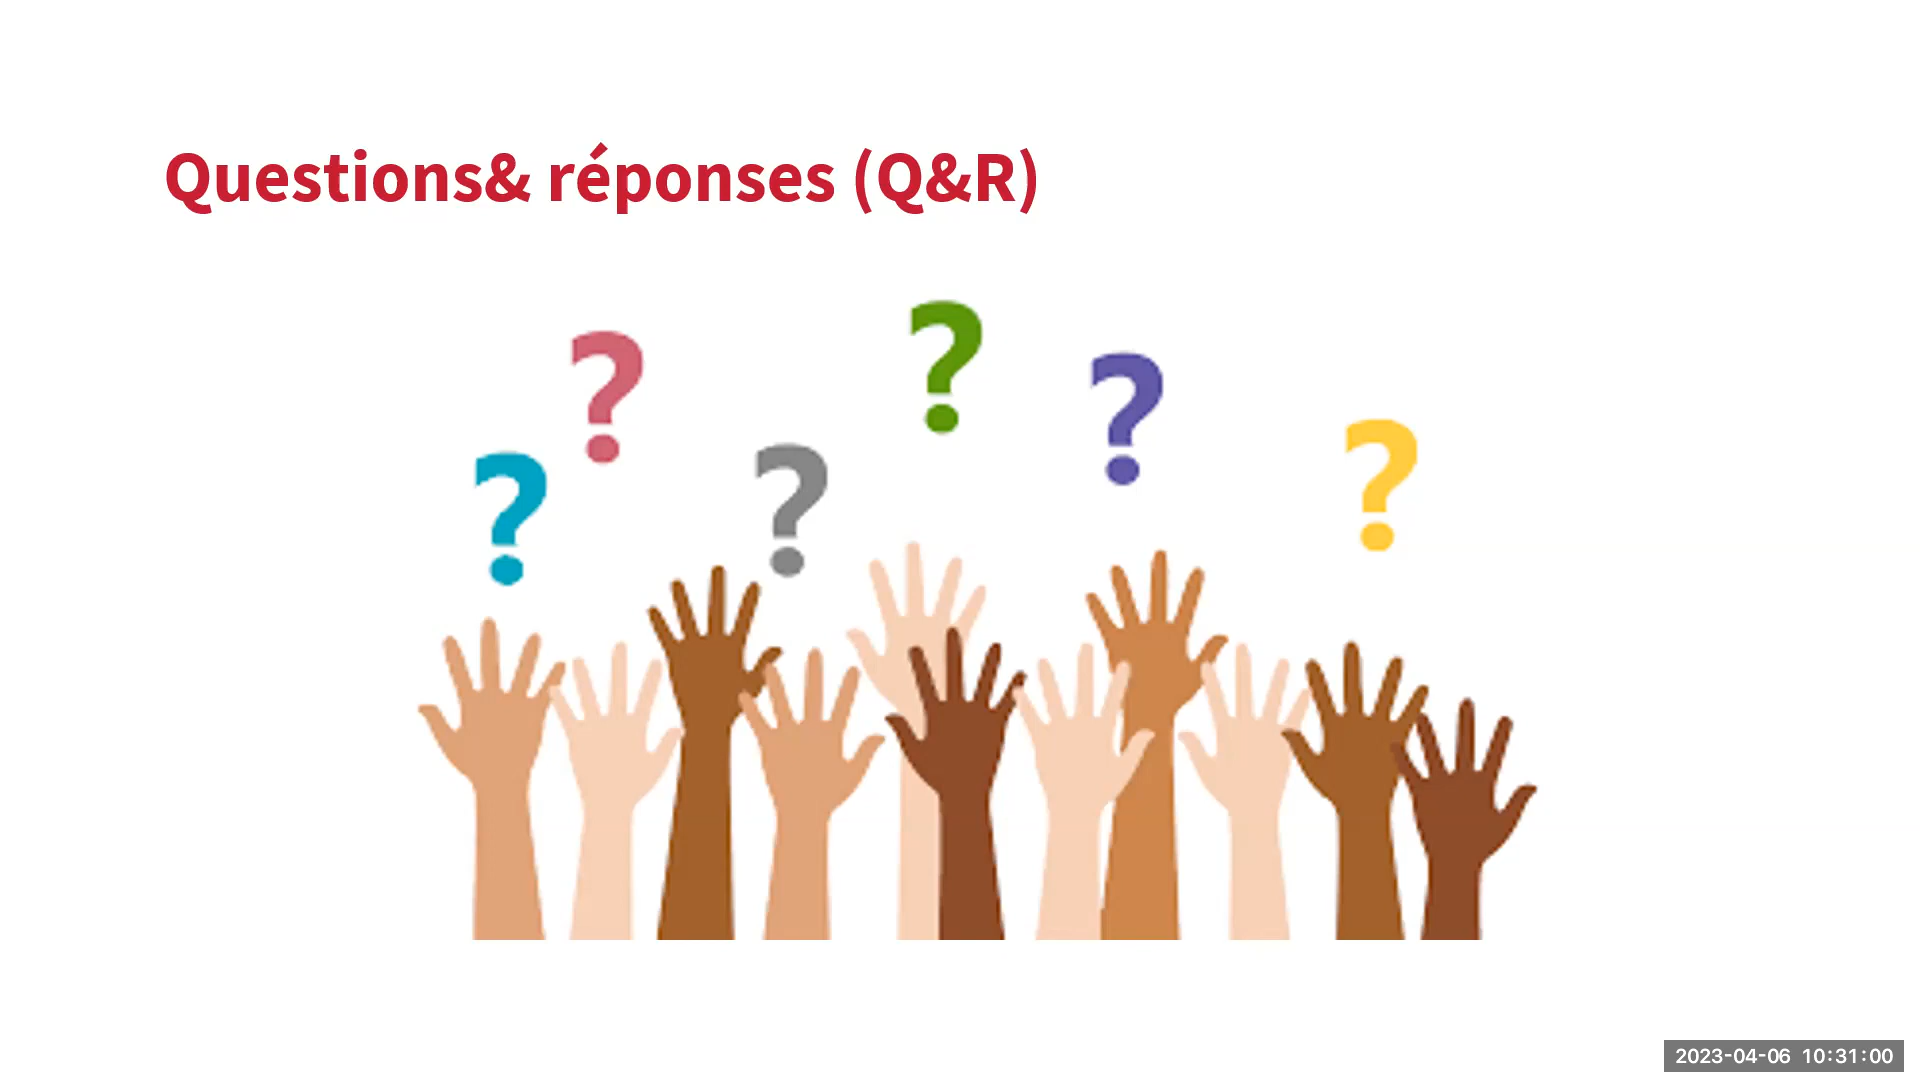 Questions& réponses (Q&R)
? ? ? ? ? ?
2023-04-06 10:31:00